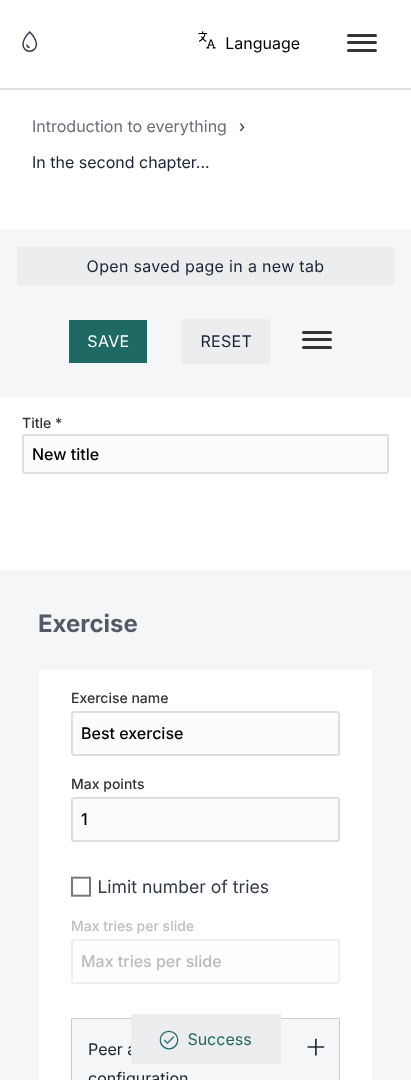 Language
Introduction to everything ›
In the second chapter...
Open saved page in a new tab
SAVE
RESET
Title *
New title
Exercise
Exercise name
Best exercise
Max points
1
Limit number of tries
Max tries per slide
Max tries per slide
Success
Peer
configuration